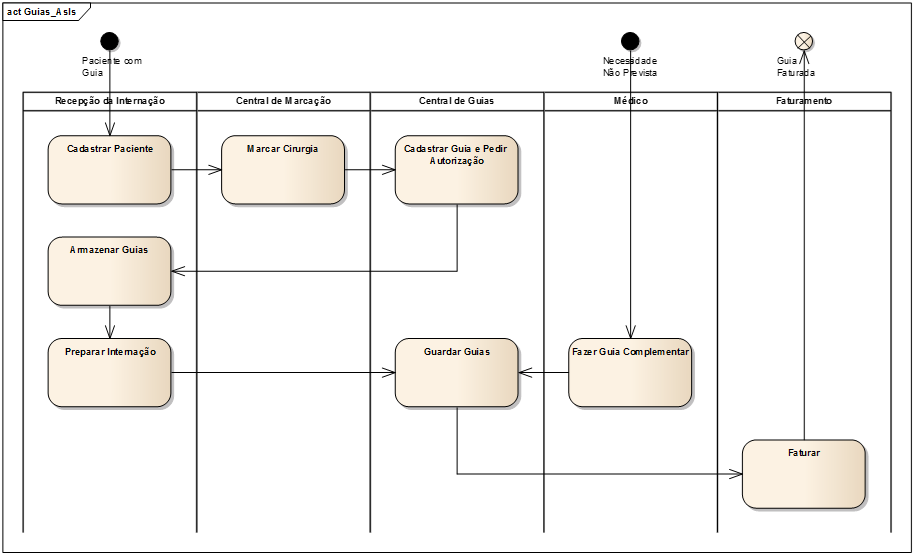 act Guias_AsIs
Paciente com
Guia
Necessidade
Não Prevista
Guia
Faturada
Recepção da Internação
Central de Marcação
Central de Guias
Médico
Faturamento
Cadastrar Paciente
Marcar Cirurgia
Cadastrar Guia e Pedir
Autorização
Armazenar Guias
Preparar Internação
Guardar Guias
Fazer Guia Complementar
Faturar